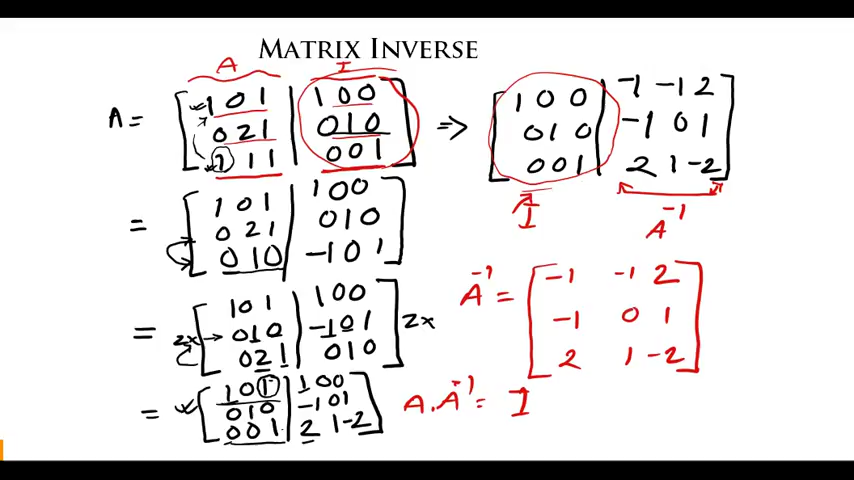 MATRIX INVERSE
A I
A = [ 1 0 1 | 1 0 0 ] => [ 1 0 0 | -1 -1 2 ]
0 2 1 | 0 1 0 0 1 0 | -1 0 1
1 1 1 | 0 0 1 0 0 1 | 2 1 -2
I A⁻¹
= [ 1 0 1 | 1 0 0 ]
0 2 1 | 0 1 0
0 1 0 | -1 0 1
A⁻¹ = [ -1 -1 2 ]
-1 0 1
2 1 -2
= [ 1 0 1 | 1 0 0 ]
2x → 0 1 0 | -1 0 1 2x
0 2 1 | 0 1 0
= [ 1 0 1 | 1 0 0 ]
0 1 0 | -1 0 1
0 0 1 | 2 1 -2
A . A⁻¹ = I